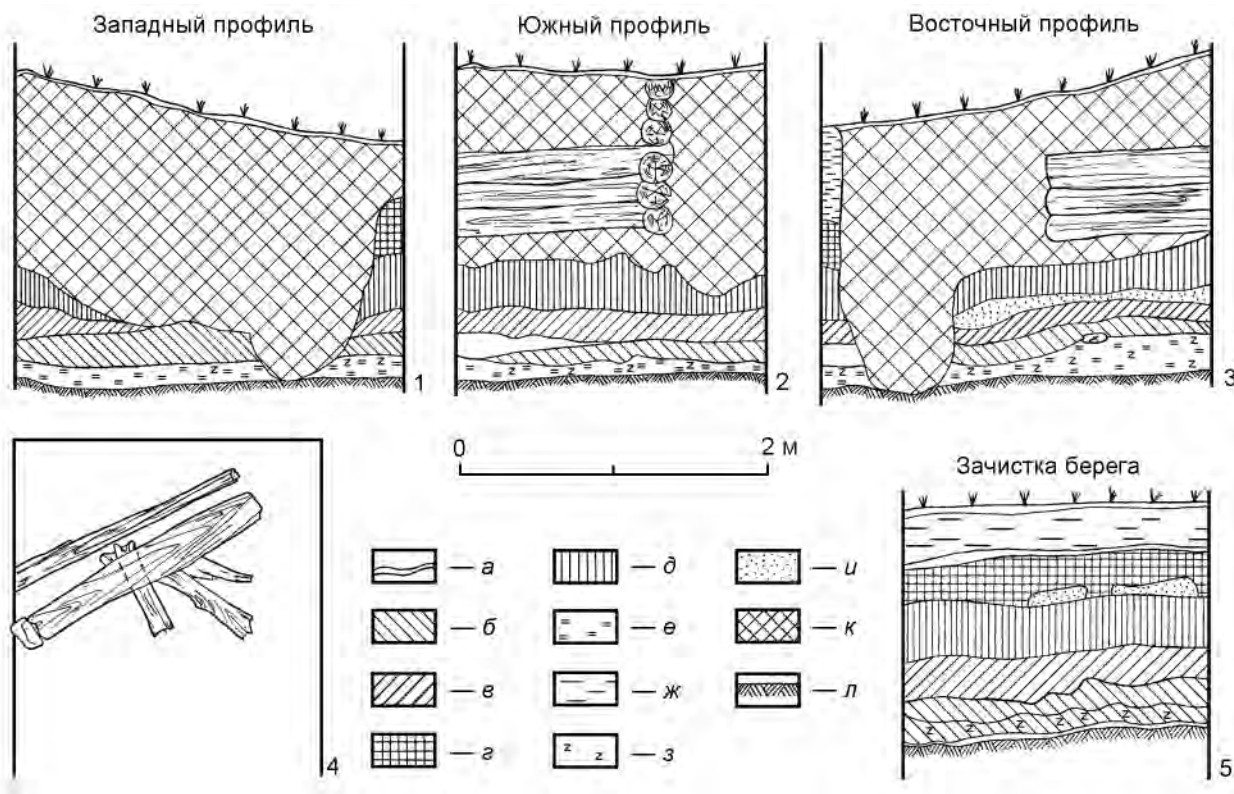 Западный профиль
Южный профиль
Восточный профиль
1
2
3
0
2 м
Зачистка берега
4
— а
— б
— в
— г
— д
— е
— ж
— з
— и
— к
— л
5